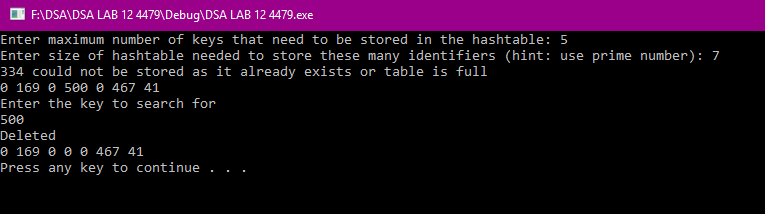 F:\DSA\DSA LAB 12 4479\Debug\DSA LAB 12 4479.exe
Enter maximum number of keys that need to be stored in the hashtable: 5
Enter size of hashtable needed to store these many identifiers (hint: use prime number): 7
334 could not be stored as it already exists or table is full
0 169 0 500 0 467 41
Enter the key to search for
500
Deleted
0 169 0 0 0 467 41
Press any key to continue . . .